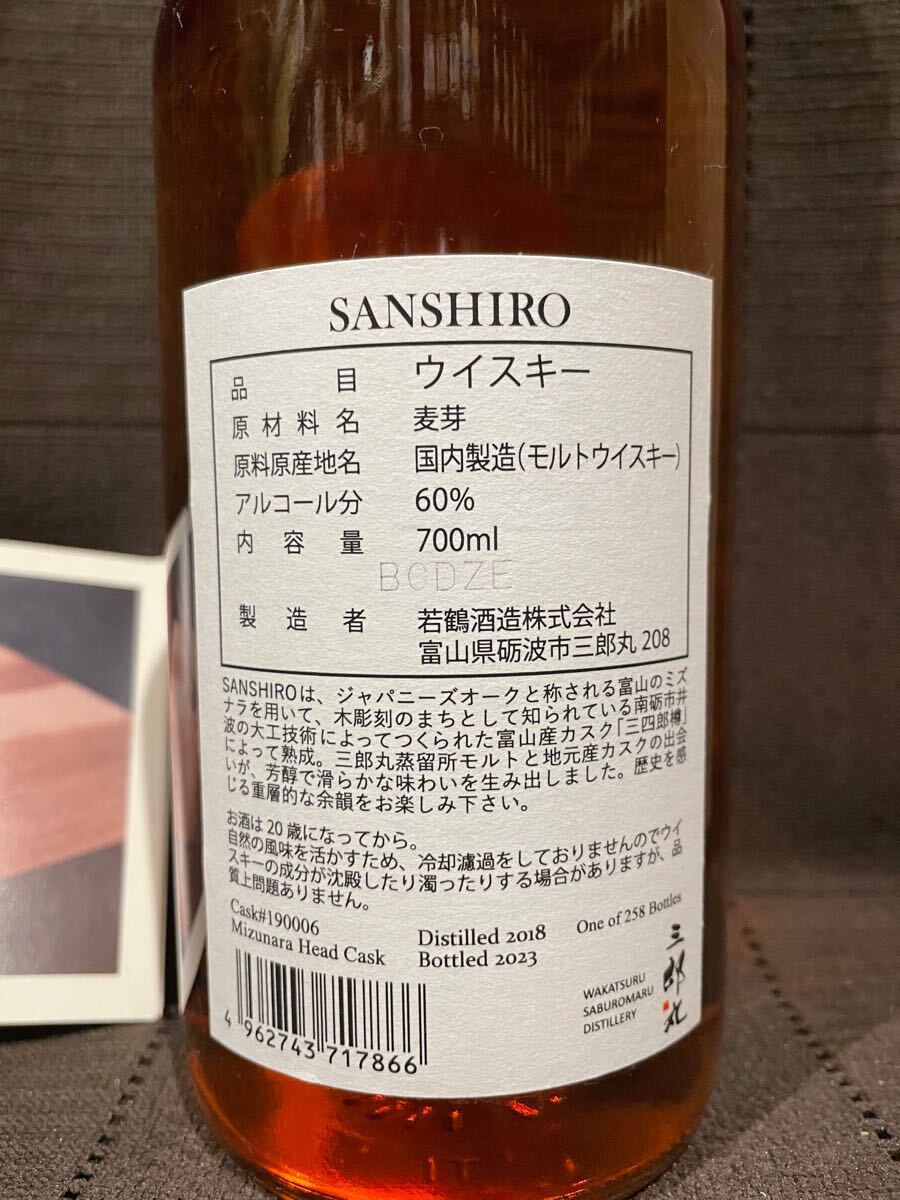 SANSHIRO
品目 ウイスキー
原材料名 麦芽
原料原産地名 国内製造(モルトウイスキー)
アルコール分 60%
内容量 700ml
BCDZE
製造者 若鶴酒造株式会社
富山県砺波市三郎丸208
SANSHIROは、ジャパニーズオークと称される富山のミズ
ナラを用いて、木彫刻のまちとして知られている南砺市井
波の大工技術によってつくられた富山産カスク「三四郎樽」
によって熟成。三郎丸蒸留所モルトと地元産カスクの出会
いが、芳醇で滑らかな味わいを生み出しました。歴史を感
じる重層的な余韻をお楽しみ下さい。
お酒は20歳になってから。
自然の風味を活かすため、冷却濾過をしておりませんのでウイ
スキーの成分が沈殿したり濁ったりする場合がありますが、品
質上問題ありません。
Cask#190006
Mizunara Head Cask
Distilled 2018
Bottled 2023
One of 258 Bottles
WAKATSURU
SABUROMARU
DISTILLERY
三郎丸
4 962743 717866